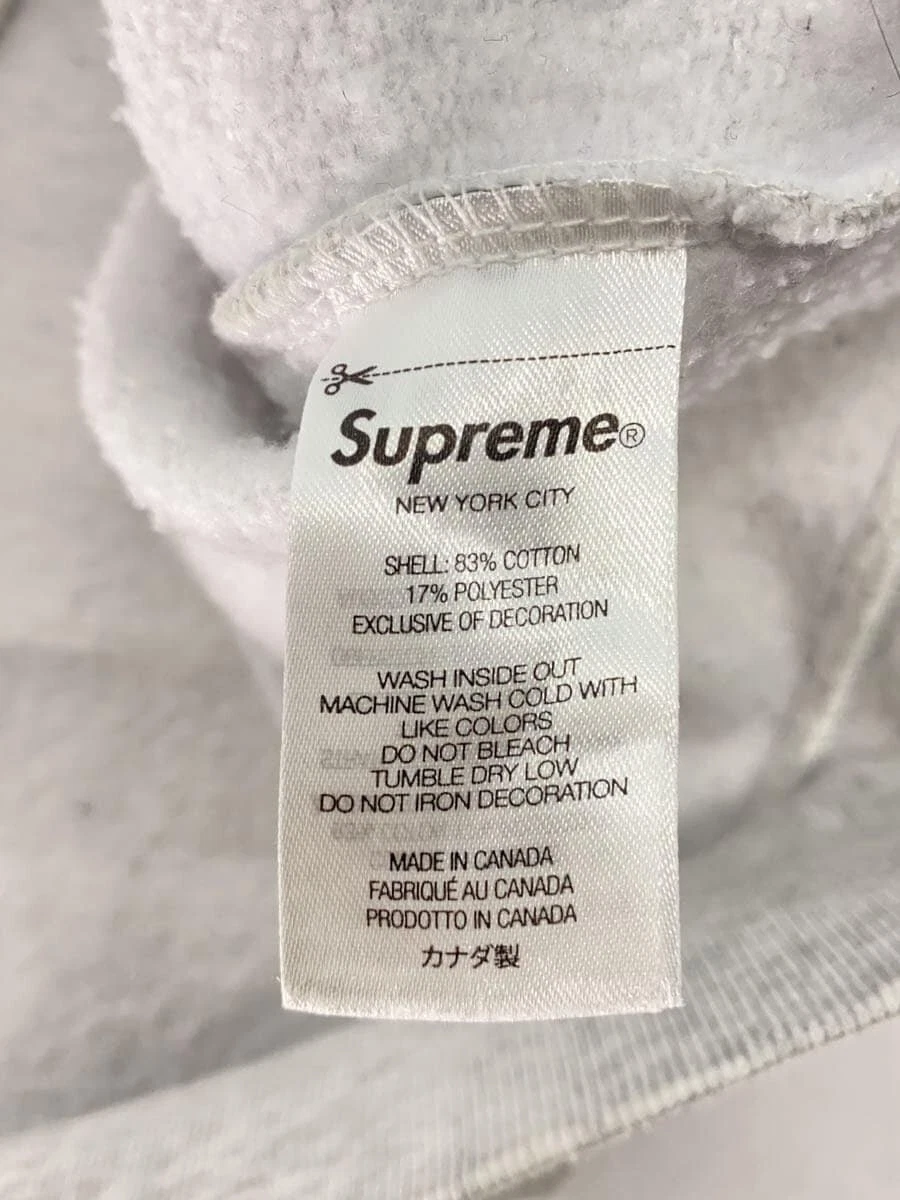 Supreme®
NEW YORK CITY
SHELL: 83% COTTON
17% POLYESTER
EXCLUSIVE OF DECORATION
WASH INSIDE OUT
MACHINE WASH COLD WITH
LIKE COLORS
DO NOT BLEACH
TUMBLE DRY LOW
DO NOT IRON DECORATION
MADE IN CANADA
FABRIQUÉ AU CANADA
PRODOTTO IN CANADA
カナダ製